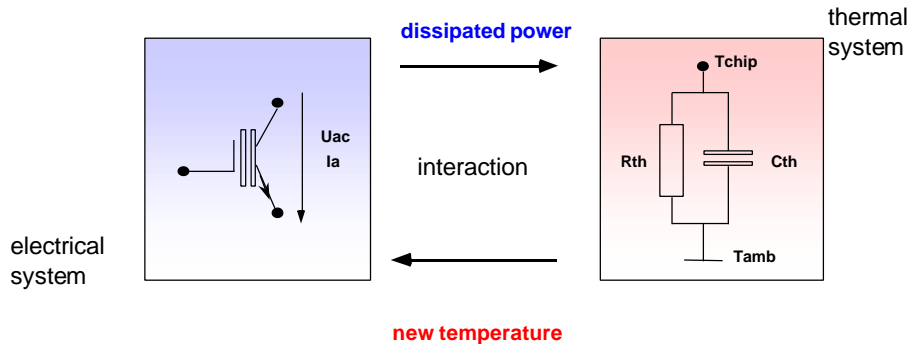 dissipated power
thermal
system
Tchip
Uac
Ia
interaction
Rth
Cth
electrical
system
Tamb
new temperature